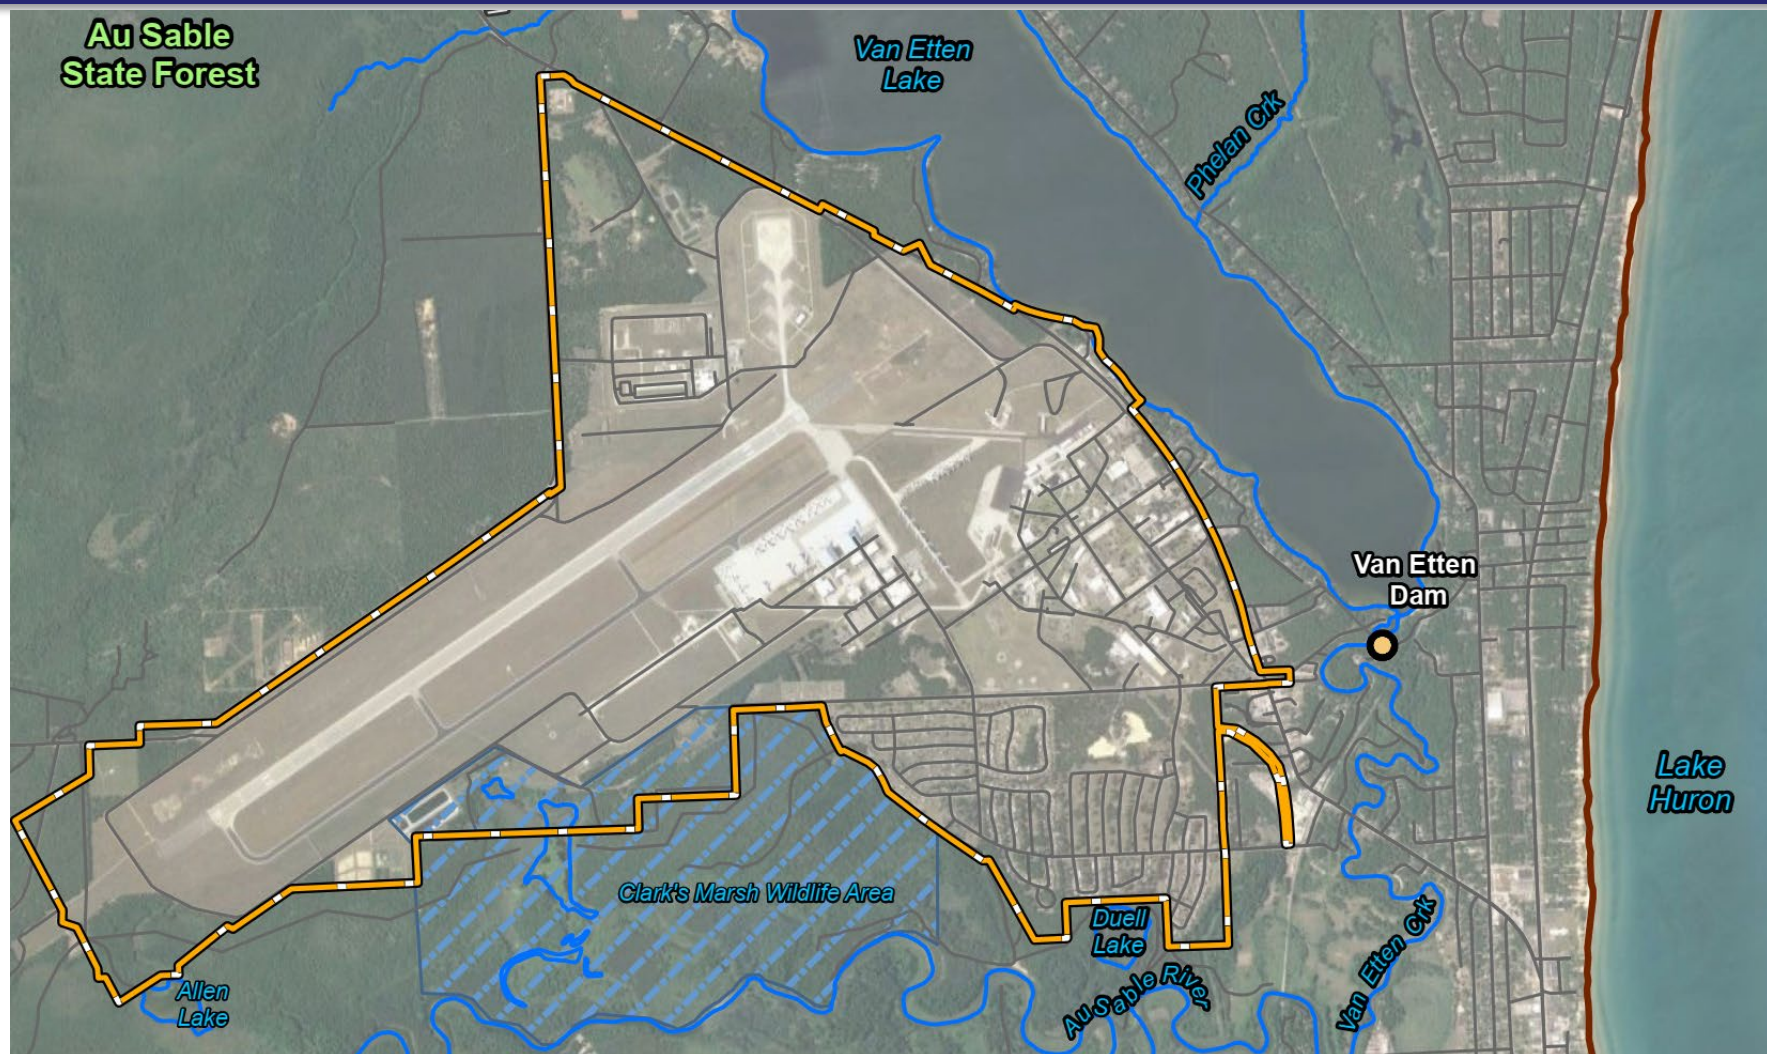 Au Sable
State Forest
Van Etten
Lake
Phelan Crk
Van Etten
Dam
Lake
Huron
Clark's Marsh Wildlife Area
Duell
Lake
Au Sable River
Van Etten Crk
Allen
Lake